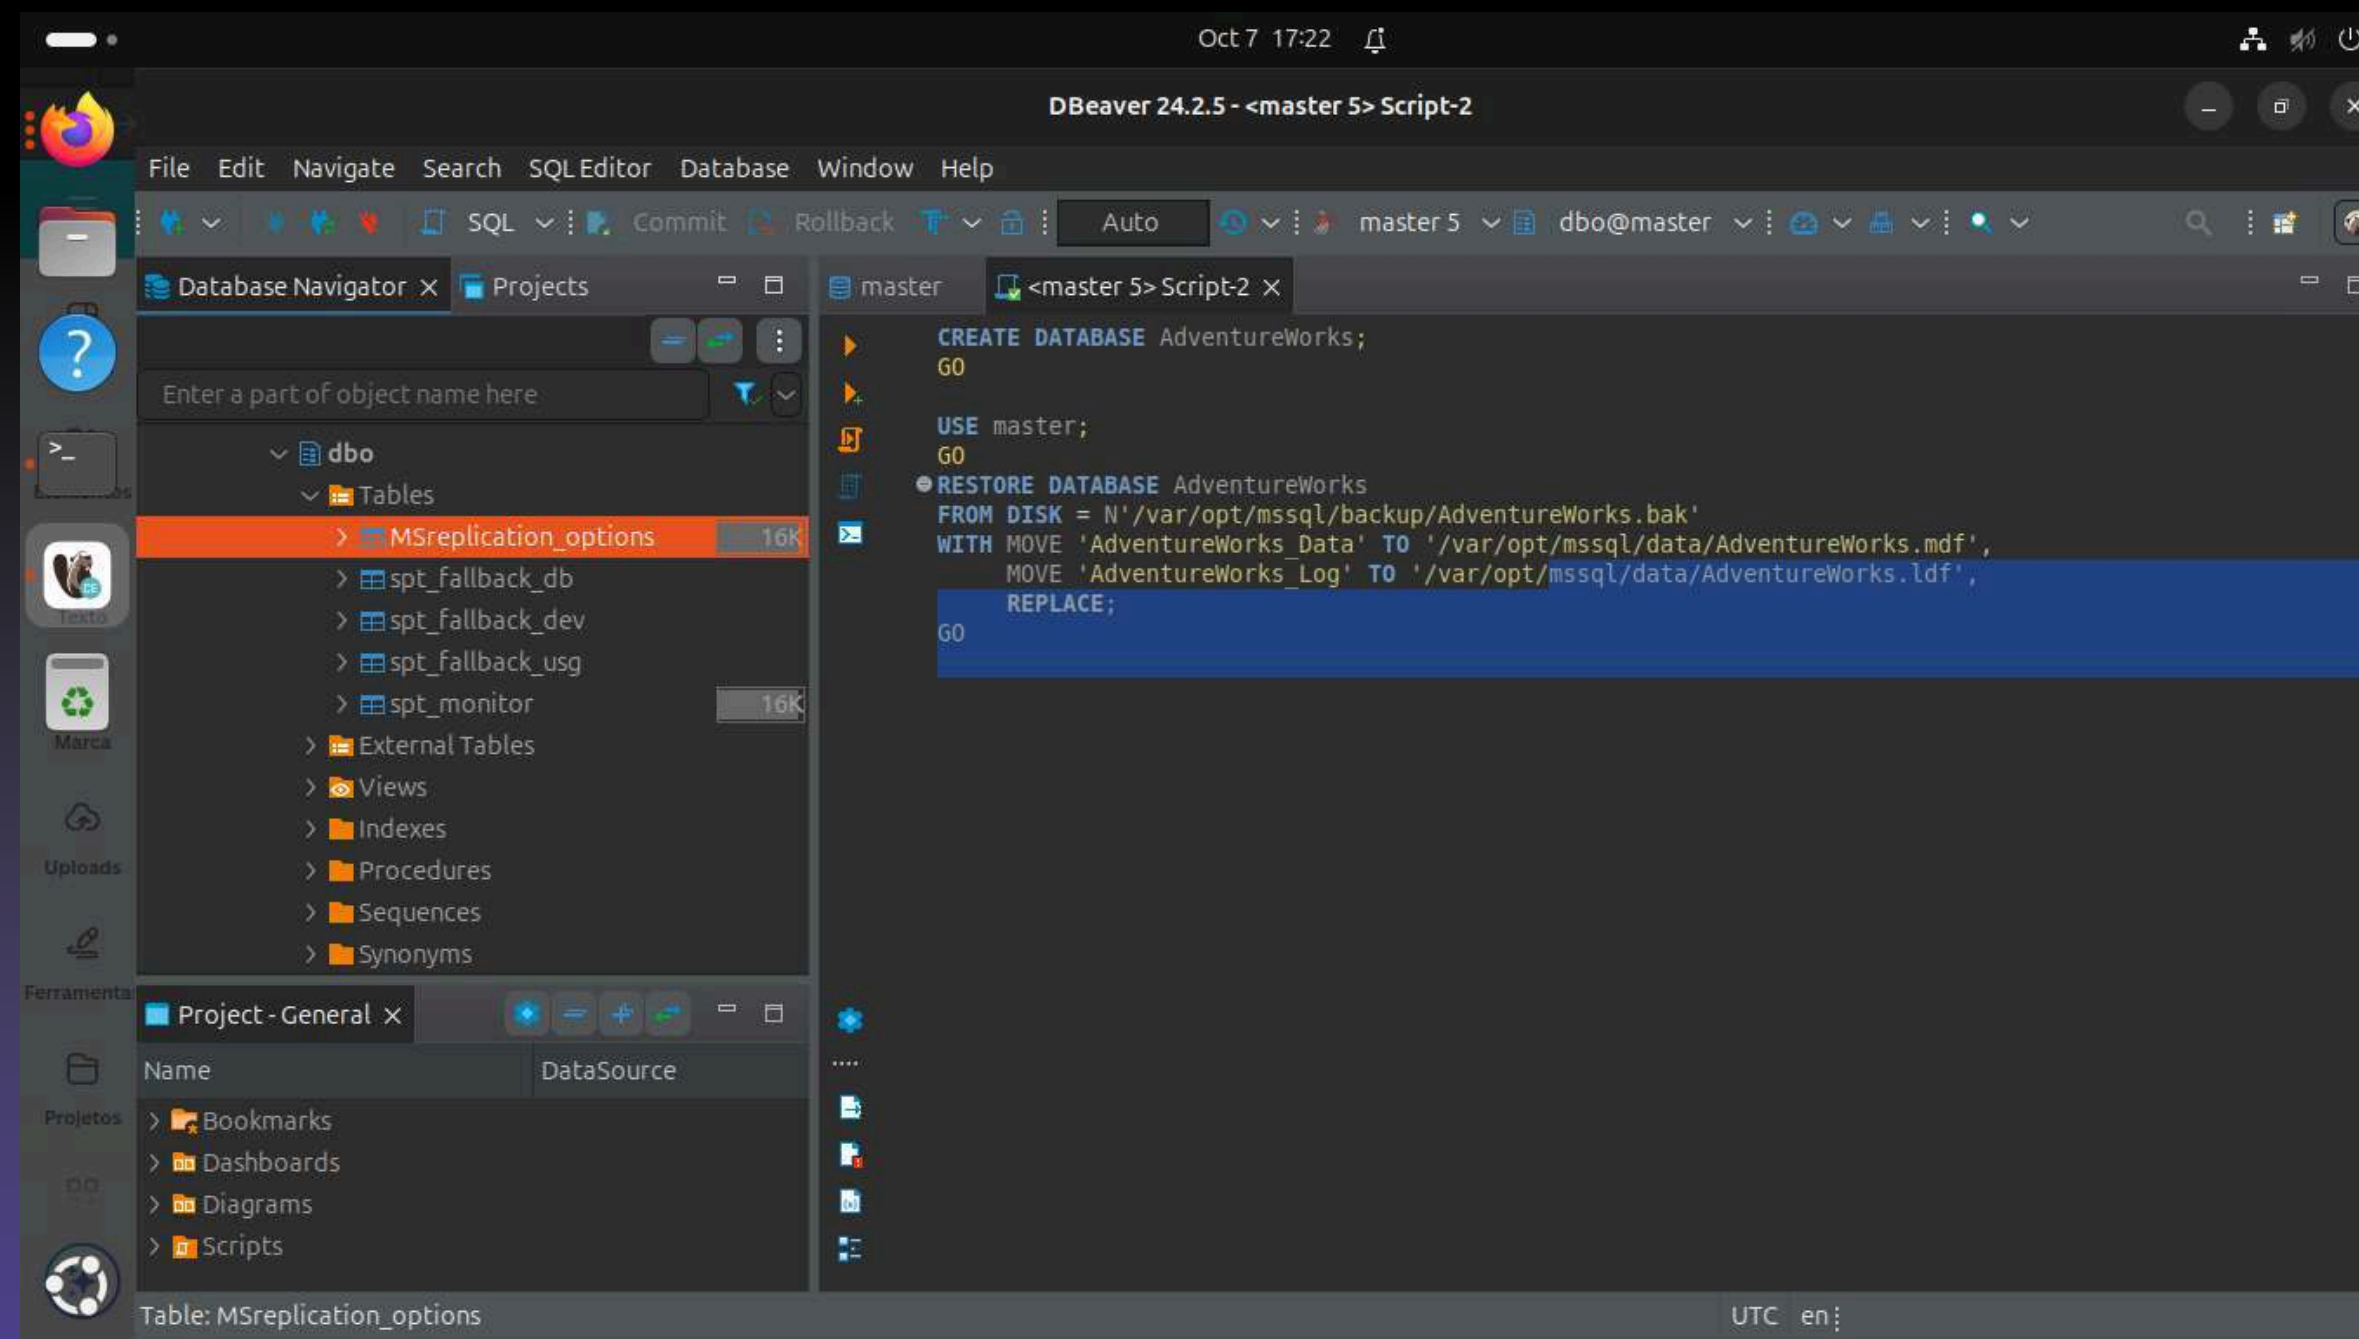 Oct 7 17:22
DBeaver 24.2.5 - <master 5> Script-2
File Edit Navigate Search SQL Editor Database Window Help
SQL Commit Rollback Auto master 5 dbo@master
Database Navigator Projects
master <master 5> Script-2
Enter a part of object name here
dbo
Tables
MSreplication_options 16K
spt_fallback_db
spt_fallback_dev
spt_fallback_usg
spt_monitor 16K
External Tables
Views
Indexes
Procedures
Sequences
Synonyms
CREATE DATABASE AdventureWorks;
GO
USE master;
GO
RESTORE DATABASE AdventureWorks
FROM DISK = N'/var/opt/mssql/backup/AdventureWorks.bak'
WITH MOVE 'AdventureWorks_Data' TO '/var/opt/mssql/data/AdventureWorks.mdf',
MOVE 'AdventureWorks_Log' TO '/var/opt/mssql/data/AdventureWorks.ldf',
REPLACE;
GO
Project - General
Name DataSource
Bookmarks
Dashboards
Diagrams
Scripts
Texto
Marca
Uploads
Ferramenta
Projetos
Table: MSreplication_options
UTC en